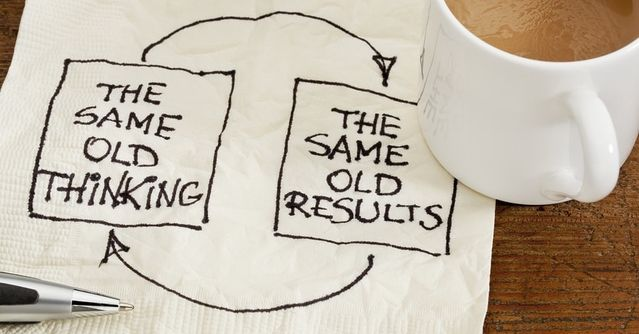 THE
SAME
OLD
THINKING
THE
SAME
OLD
RESULTS